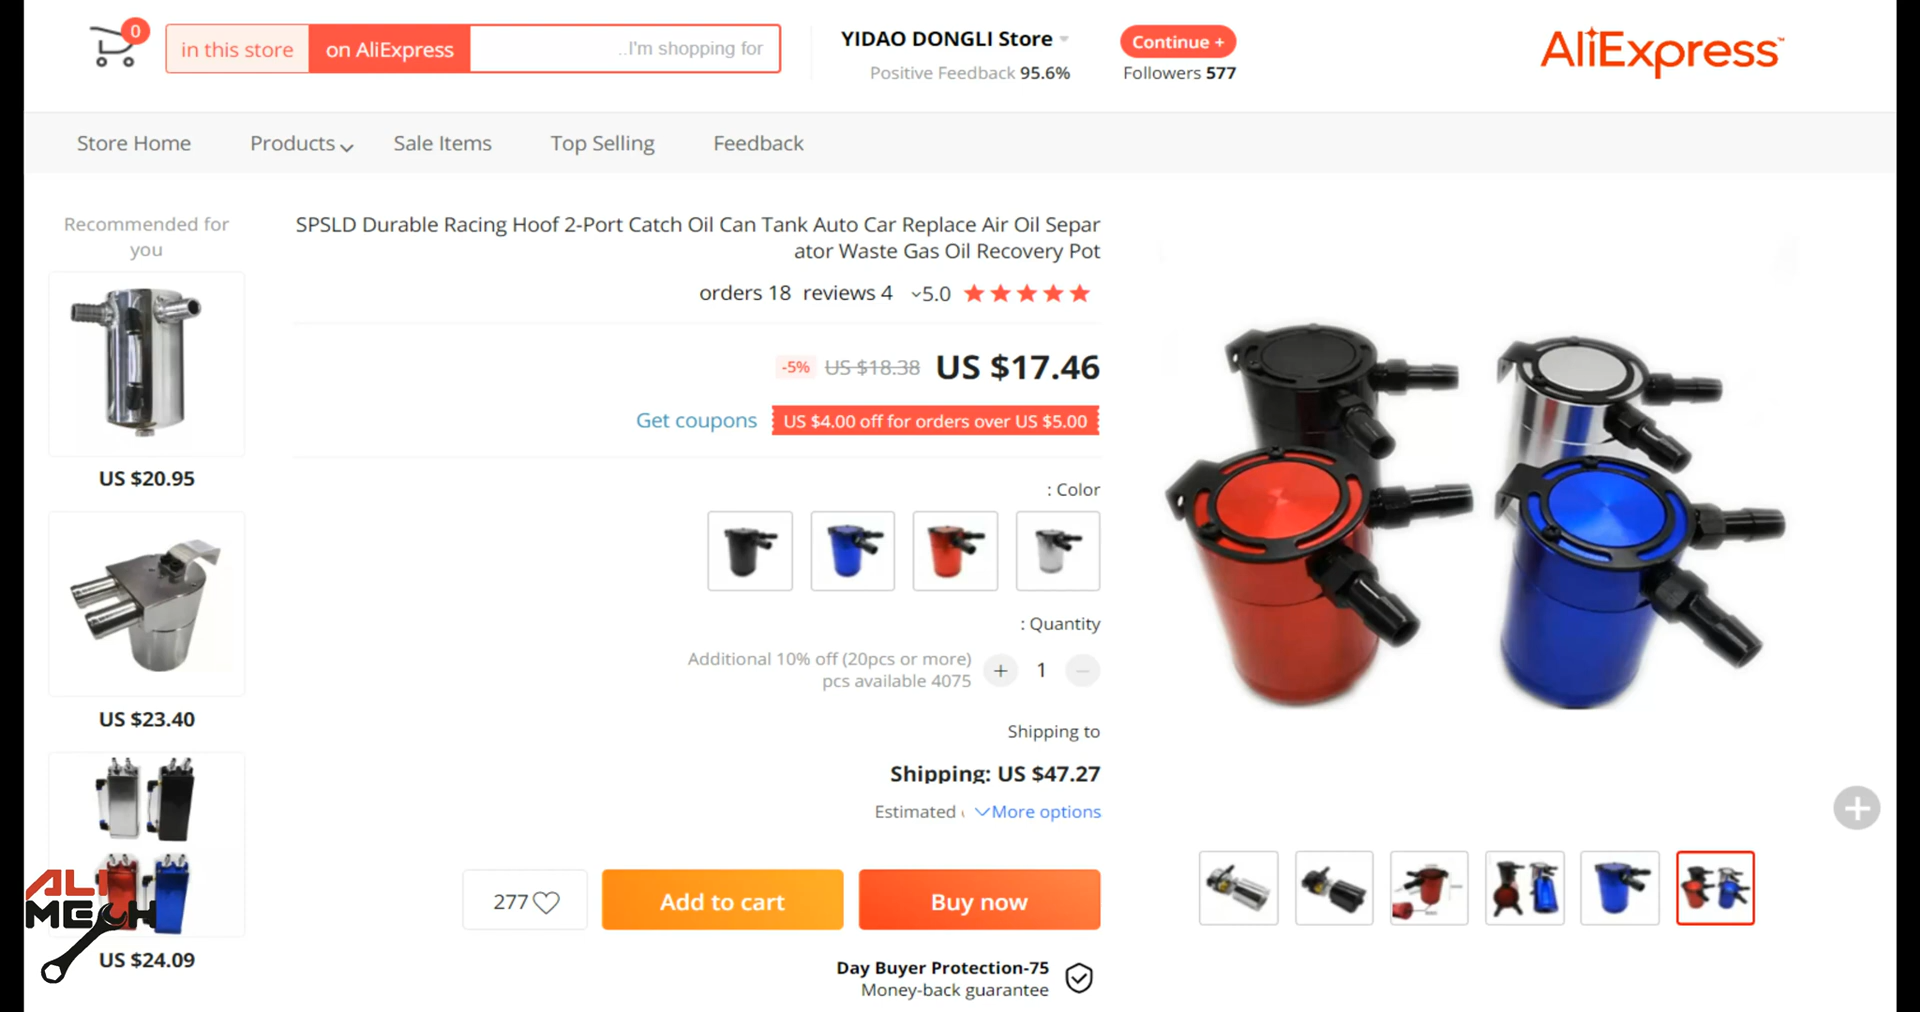 0
in this store
on AliExpress
..I'm shopping for
YIDAO DONGLI Store
Positive Feedback 95.6%
Continue +
Followers 577
AliExpress™
Store Home
Products
Sale Items
Top Selling
Feedback
Recommended for
you
US $20.95
US $23.40
US $24.09
SPSLD Durable Racing Hoof 2-Port Catch Oil Can Tank Auto Car Replace Air Oil Separ
ator Waste Gas Oil Recovery Pot
orders 18 reviews 4 5.0
-5% US $18.38 US $17.46
Get coupons US $4.00 off for orders over US $5.00
: Color
: Quantity
Additional 10% off (20pcs or more)
pcs available 4075
+ 1 −
Shipping to
Shipping: US $47.27
Estimated
More options
277
Add to cart
Buy now
Day Buyer Protection-75
Money-back guarantee
ALI
MECH